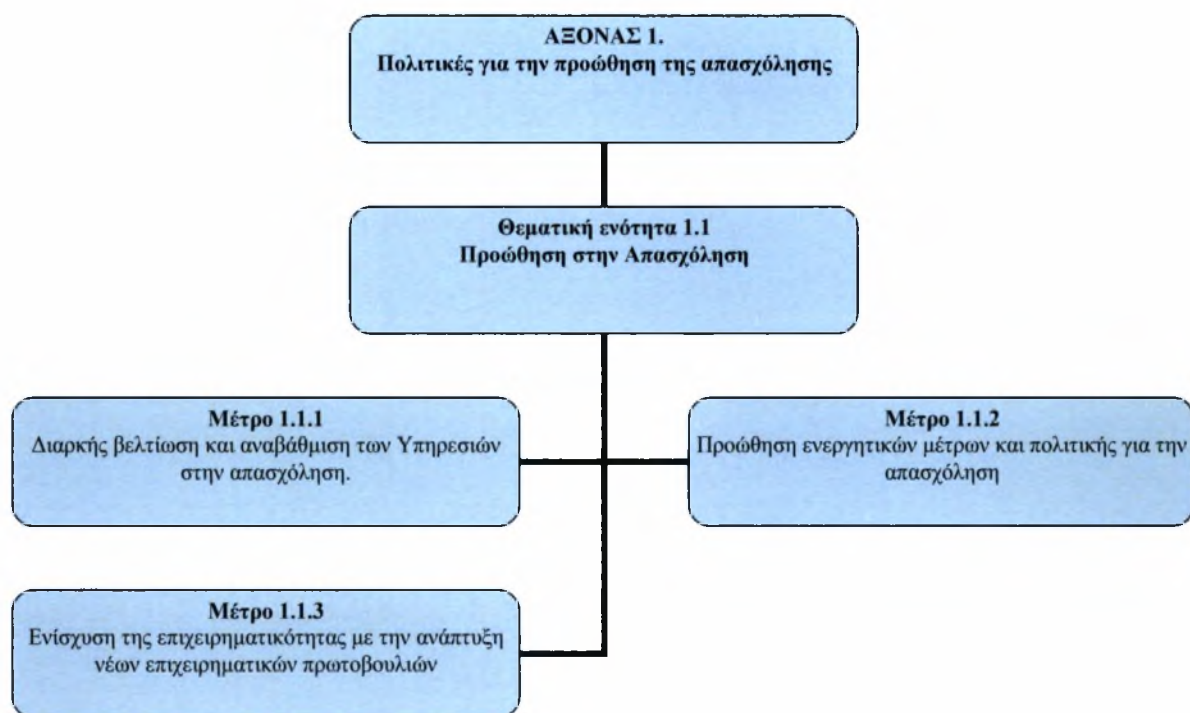 ΑΞΟΝΑΣ 1.
Πολιτικές για την προώθηση της απασχόλησης
Θεματική ενότητα 1.1
Προώθηση στην Απασχόληση
Μέτρο 1.1.1
Διαρκής βελτίωση και αναβάθμιση των Υπηρεσιών
στην απασχόληση.
Μέτρο 1.1.2
Προώθηση ενεργητικών μέτρων και πολιτικής για την
απασχόληση
Μέτρο 1.1.3
Ενίσχυση της επιχειρηματικότητας με την ανάπτυξη
νέων επιχειρηματικών πρωτοβουλιών